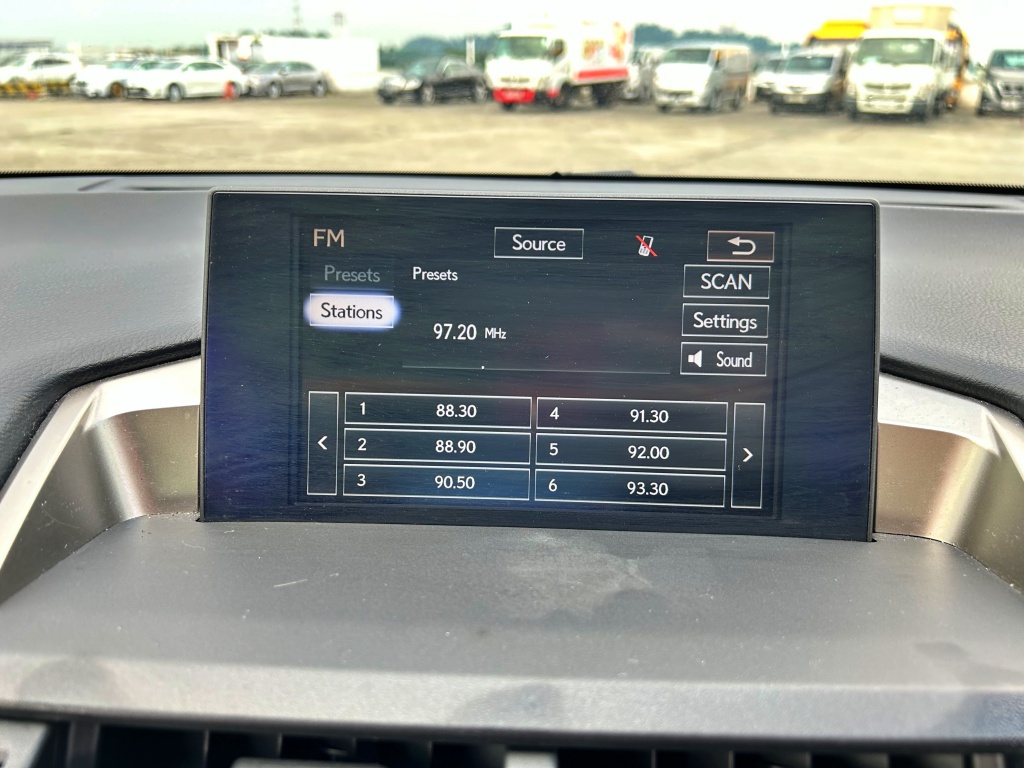 FM
Source
Presets
Presets
SCAN
Stations
Settings
97.20 MHz
Sound
1 88.30
4 91.30
2 88.90
5 92.00
3 90.50
6 93.30